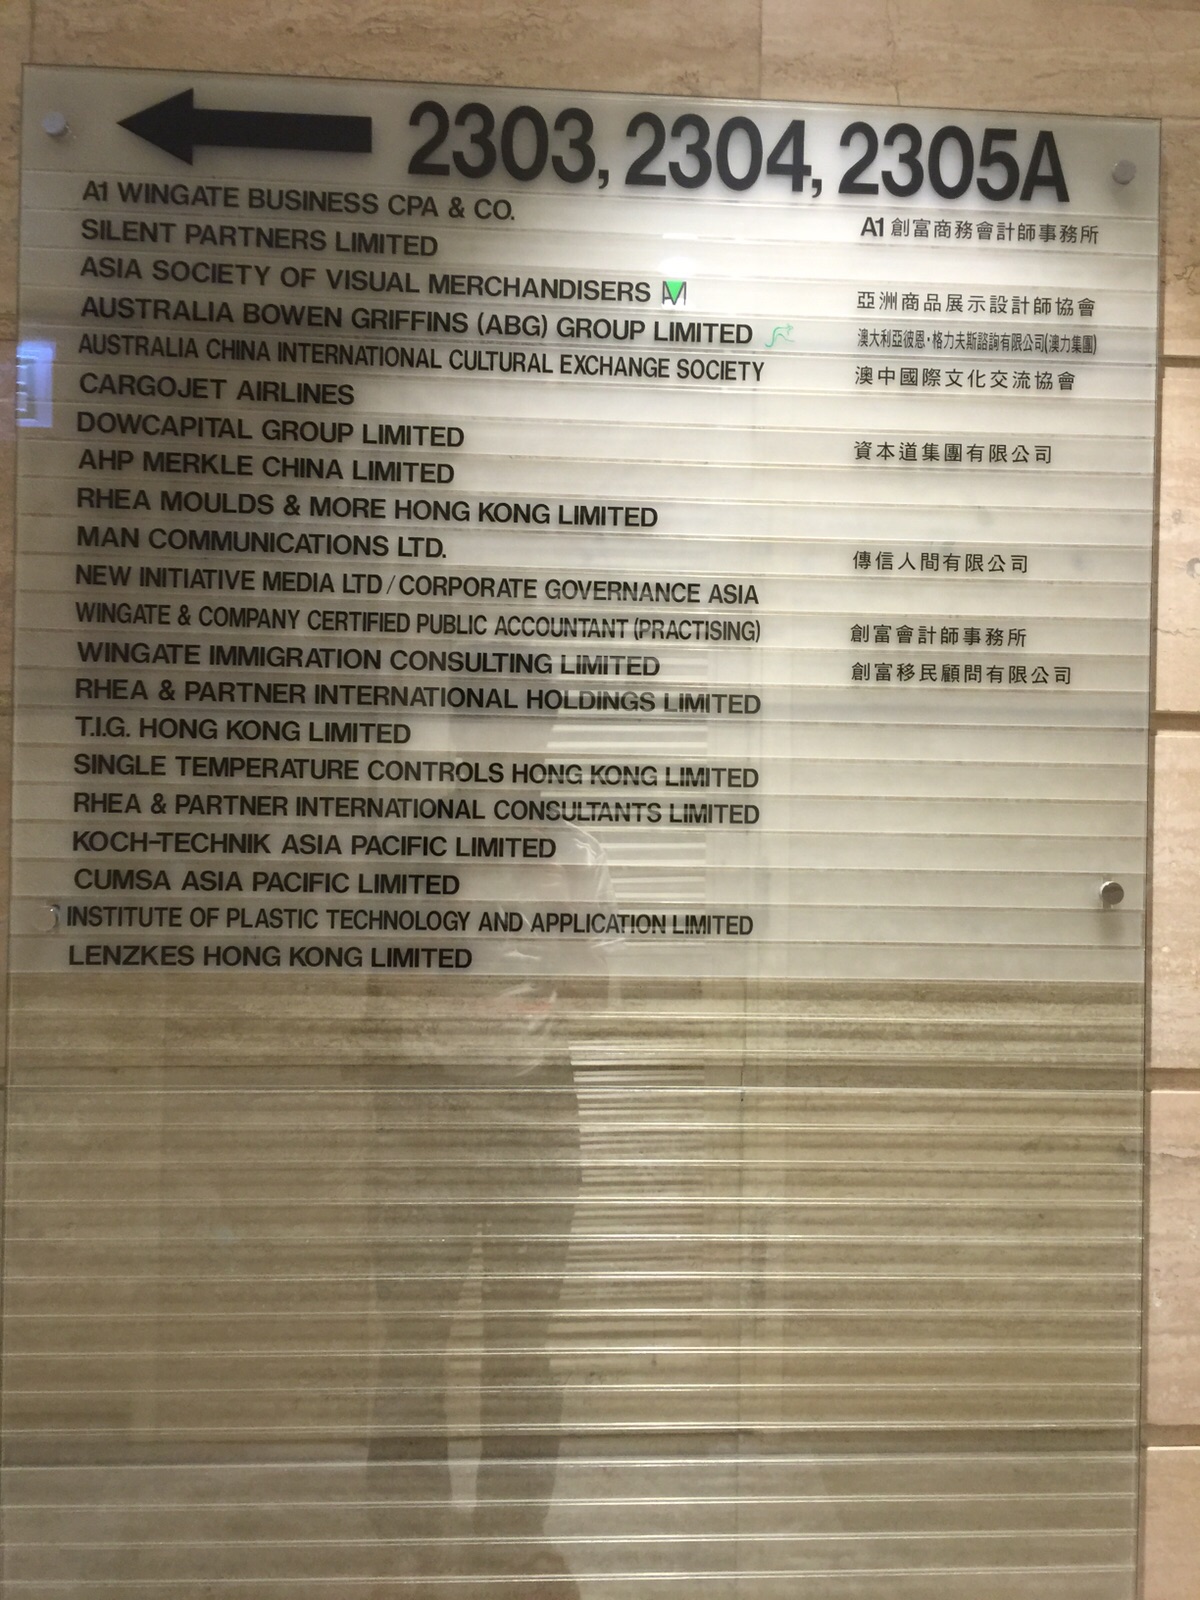 2303, 2304, 2305A
A1 WINGATE BUSINESS CPA & CO. A1 創富商務會計師事務所
SILENT PARTNERS LIMITED
ASIA SOCIETY OF VISUAL MERCHANDISERS 亞洲商品展示設計師協會
AUSTRALIA BOWEN GRIFFINS (ABG) GROUP LIMITED 澳大利亞彼恩·格力夫斯諮詢有限公司(澳力集團)
AUSTRALIA CHINA INTERNATIONAL CULTURAL EXCHANGE SOCIETY 澳中國際文化交流協會
CARGOJET AIRLINES
DOWCAPITAL GROUP LIMITED 資本道集團有限公司
AHP MERKLE CHINA LIMITED
RHEA MOULDS & MORE HONG KONG LIMITED
MAN COMMUNICATIONS LTD. 傳信人間有限公司
NEW INITIATIVE MEDIA LTD / CORPORATE GOVERNANCE ASIA
WINGATE & COMPANY CERTIFIED PUBLIC ACCOUNTANT (PRACTISING) 創富會計師事務所
WINGATE IMMIGRATION CONSULTING LIMITED 創富移民顧問有限公司
RHEA & PARTNER INTERNATIONAL HOLDINGS LIMITED
T.I.G. HONG KONG LIMITED
SINGLE TEMPERATURE CONTROLS HONG KONG LIMITED
RHEA & PARTNER INTERNATIONAL CONSULTANTS LIMITED
KOCH-TECHNIK ASIA PACIFIC LIMITED
CUMSA ASIA PACIFIC LIMITED
INSTITUTE OF PLASTIC TECHNOLOGY AND APPLICATION LIMITED
LENZKES HONG KONG LIMITED